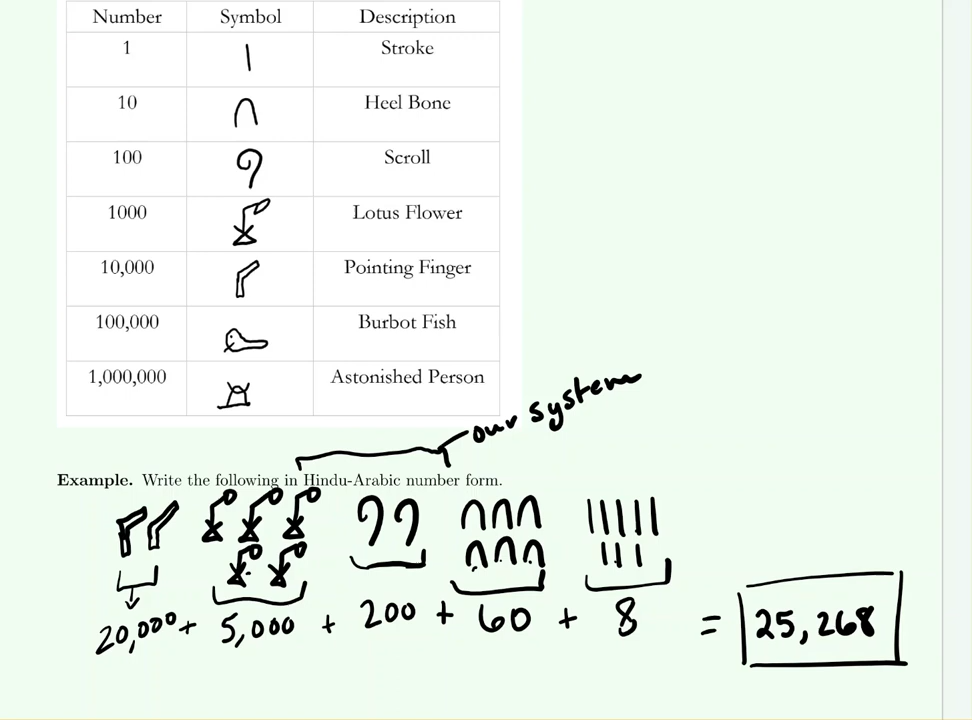 Number Symbol Description
1 Stroke
10 Heel Bone
100 Scroll
1000 Lotus Flower
10,000 Pointing Finger
100,000 Burbot Fish
1,000,000 Astonished Person
our system
Example. Write the following in Hindu-Arabic number form.
20,000 + 5,000 + 200 + 60 + 8 = 25,268